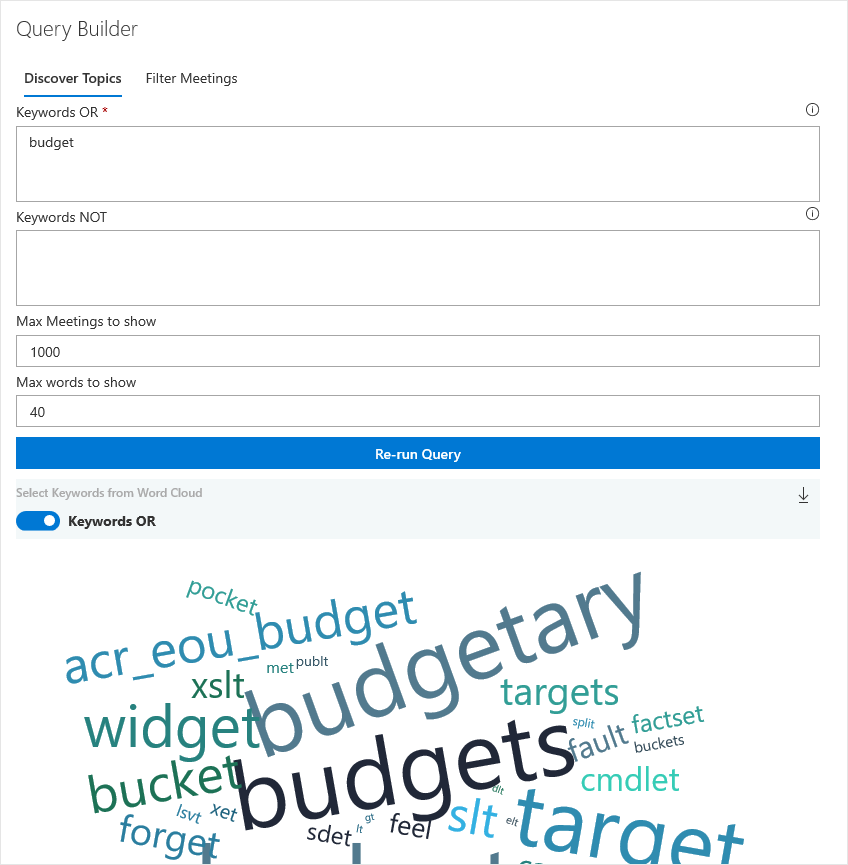 Query Builder
Discover Topics Filter Meetings
Keywords OR *
budget
Keywords NOT
Max Meetings to show
1000
Max words to show
40
Re-run Query
Select Keywords from Word Cloud
Keywords OR
pocket
acr_eou_budget
budgetary
met
publt
xslt
targets
widget
split
factset
fault
buckets
budgets
bucket
cmdlet
dlt
lsvt
xet
slt
gt
lt
elt
target
forget
sdet
feel